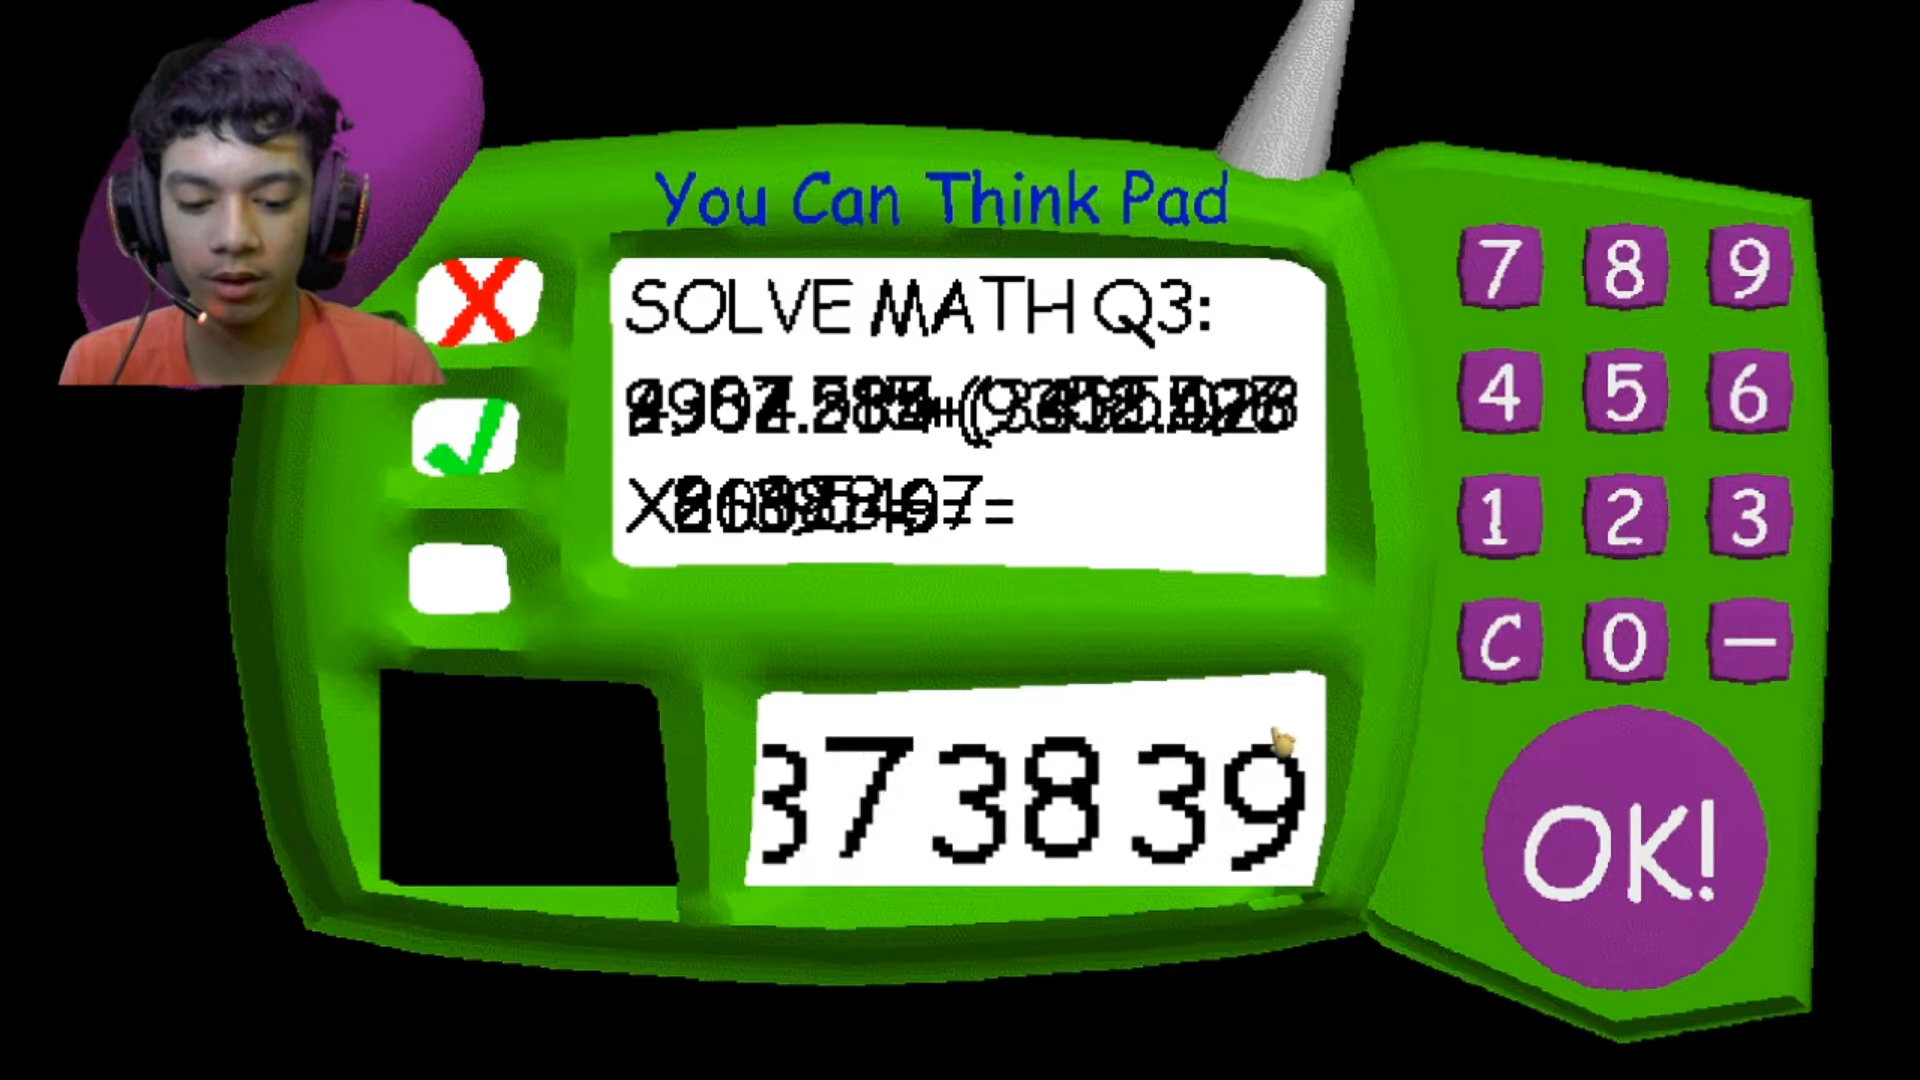 You Can Think Pad
X
SOLVE MATH Q3:
=
373839
7 8 9
4 5 6
1 2 3
C 0 —
OK!